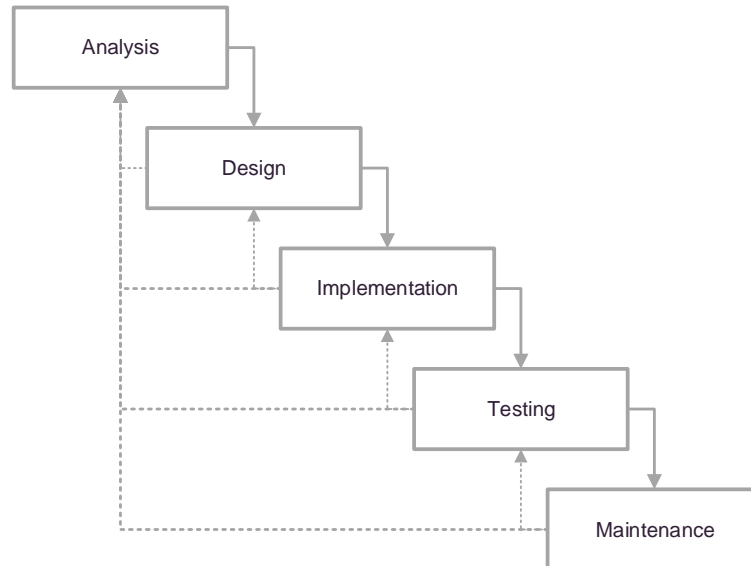 Analysis
Design
Implementation
Testing
Maintenance